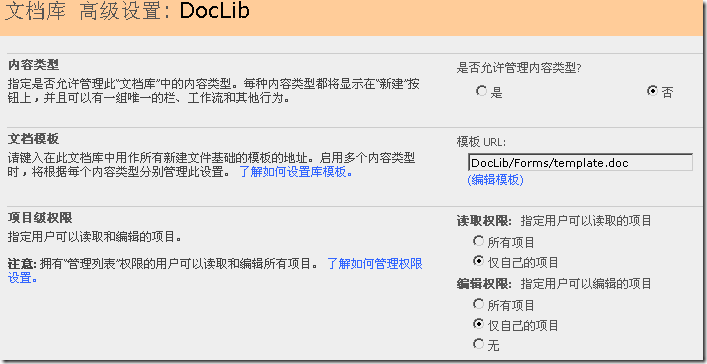 文档库 高级设置: DocLib
内容类型
指定是否允许管理此"文档库"中的内容类型。每种内容类型都将显示在"新建"按
钮上，并且可以有一组唯一的栏、工作流和其他行为。
是否允许管理内容类型?
是
否
文档模板
请键入在此文档库中用作所有新建文件基础的模板的地址。启用多个内容类型
时，将根据每个内容类型分别管理此设置。 了解如何设置库模板。
模板 URL:
DocLib/Forms/template.doc
(编辑模板)
项目级权限
指定用户可以读取和编辑的项目。
注意: 拥有"管理列表"权限的用户可以读取和编辑所有项目。 了解如何管理权限
设置。
读取权限: 指定用户可以读取的项目
所有项目
仅自己的项目
编辑权限: 指定用户可以编辑的项目
所有项目
仅自己的项目
无